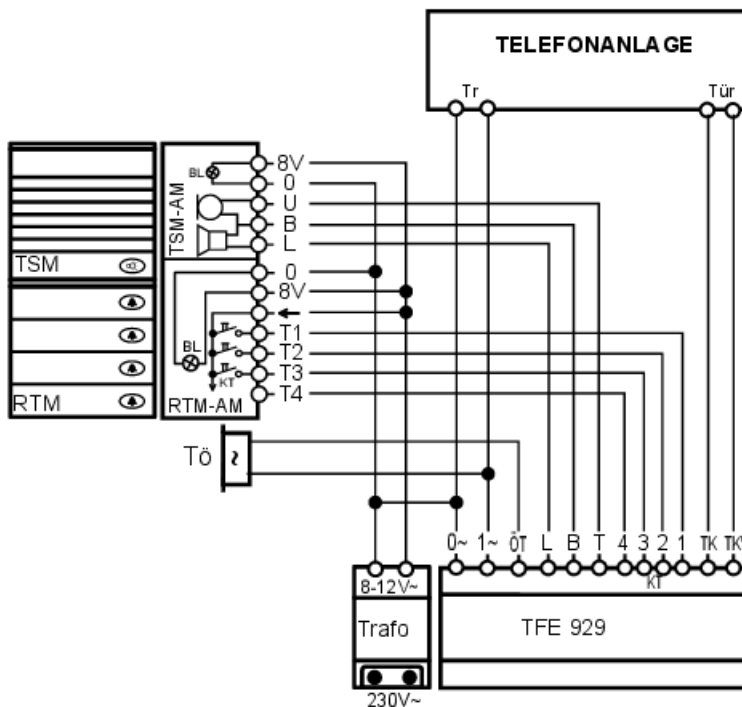 TELEFONANLAGE
Tr Tür
TSM-AM
BL
8V
0
U
B
L
TSM
0
8V
T1
T2
T3
T4
BL
KT
RTM
RTM-AM
Tö
~
0~ 1~ ÖT L B T 4 3 2 1 TK
KT
8-12V~
Trafo
TFE 929
230V~